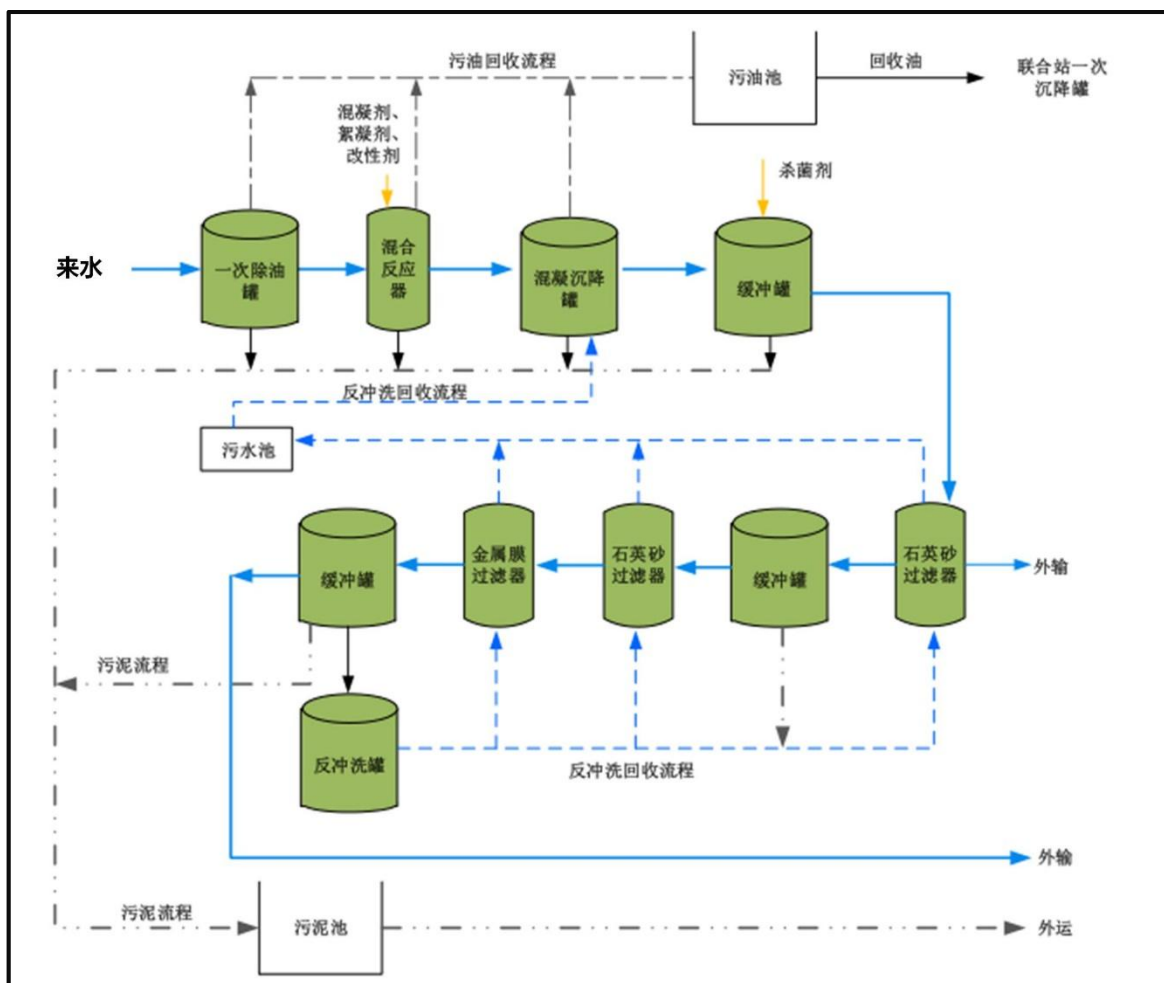 污油回收流程
污油池
回收油
联合站一次
沉降罐
混凝剂、
絮凝剂、
改性剂
杀菌剂
来水
一次除油
罐
混合
反应
器
混凝沉降
罐
缓冲罐
反冲洗回收流程
污水池
缓冲罐
金属膜
过滤器
石英砂
过滤器
缓冲罐
石英砂
过滤器
外输
污泥流程
反冲洗罐
反冲洗回收流程
外输
污泥流程
污泥池
外运